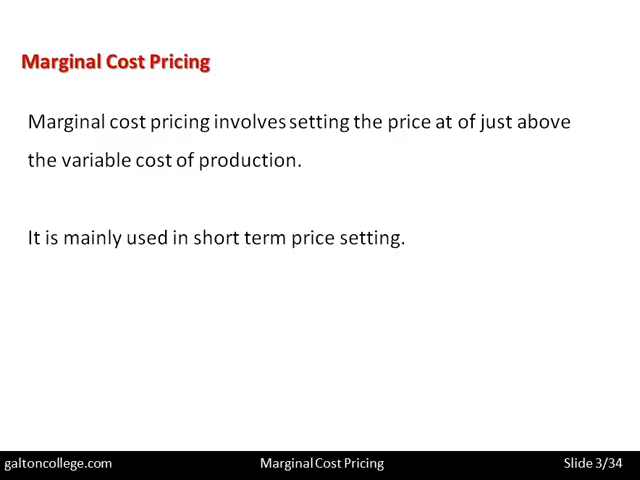 Marginal Cost Pricing
Marginal cost pricing involves setting the price at of just above
the variable cost of production.
It is mainly used in short term price setting.
galtoncollege.com
Marginal Cost Pricing
Slide 3/34